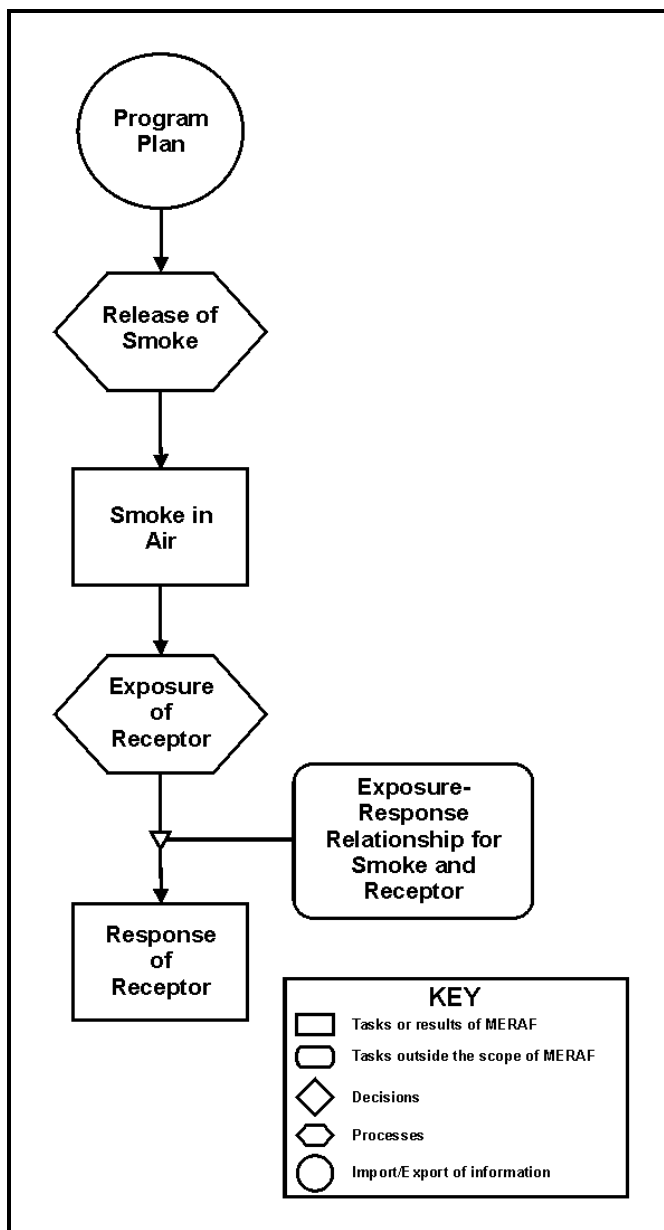 Program
Plan
Release of
Smoke
Smoke in
Air
Exposure
of
Receptor
Exposure-
Response
Relationship for
Smoke and
Receptor
Response
of
Receptor
KEY
Tasks or results of MERAF
Tasks outside the scope of MERAF
Decisions
Processes
Import/Export of information